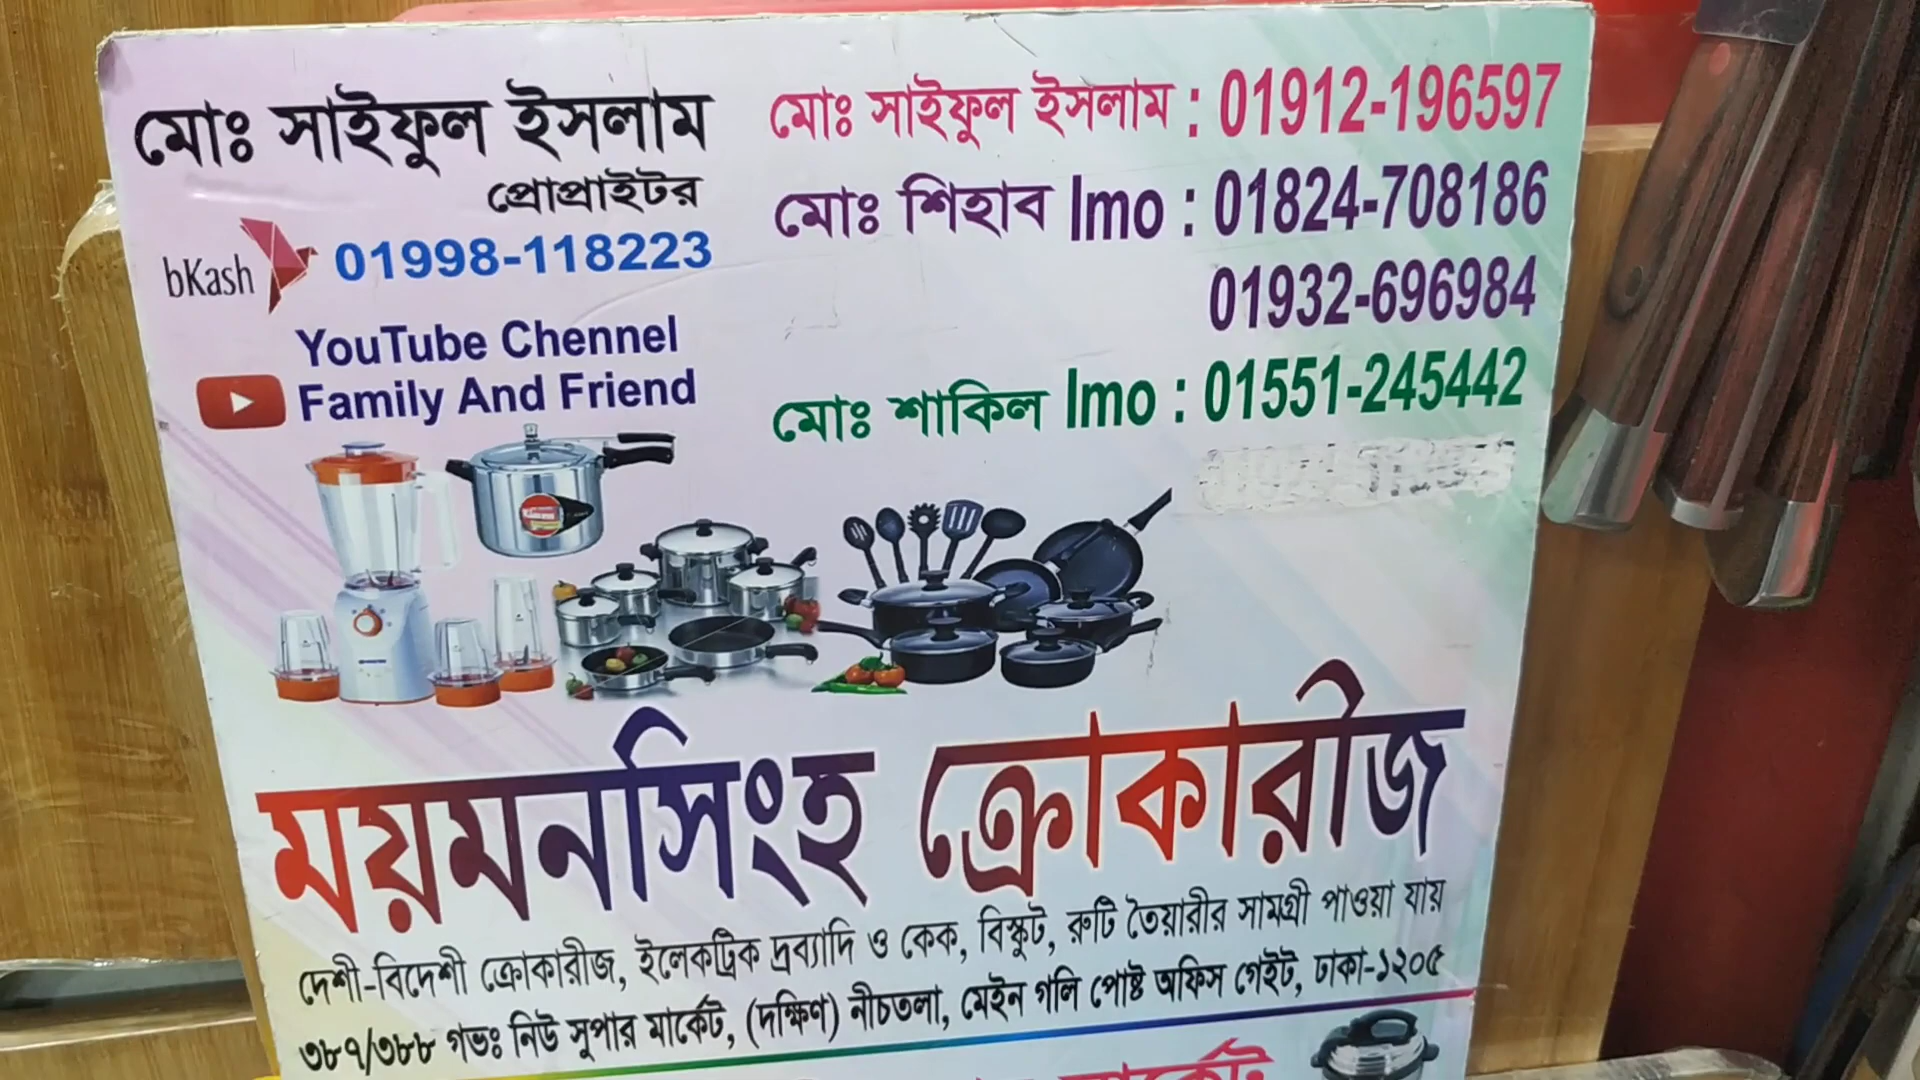 মোঃ সাইফুল ইসলাম
প্রোপ্রাইটর
bKash 01998-118223
YouTube Chennel
Family And Friend
মোঃ সাইফুল ইসলাম : 01912-196597
মোঃ শিহাব Imo : 01824-708186
01932-696984
মোঃ শাকিল Imo : 01551-245442
ময়মনসিংহ ক্রোকারীজ
দেশী-বিদেশী ক্রোকারীজ, ইলেকট্রিক দ্রব্যাদি ও কেক, বিস্কুট, রুটি তৈয়ারীর সামগ্রী পাওয়া যায়
৩৮৭/৩৮৮ গভঃ নিউ সুপার মার্কেট, (দক্ষিণ) নীচতলা, মেইন গলি পোষ্ট অফিস গেইট, ঢাকা-১২০৫
মার্কেট